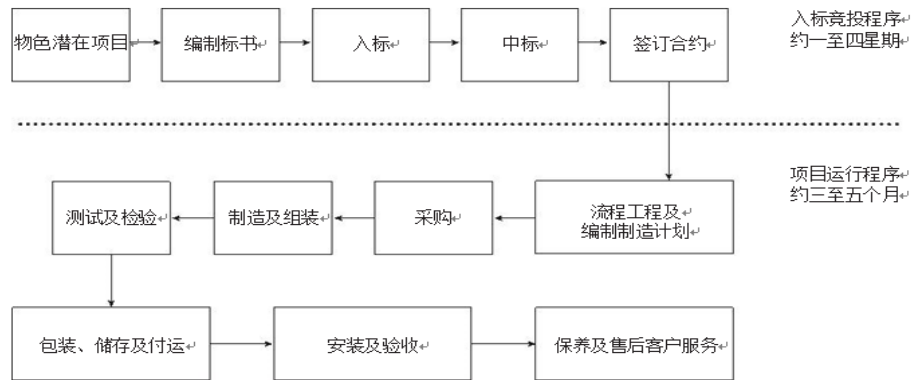 物色潜在项目
编制标书
入标
中标
签订合约
入标竞投程序
约一至四星期
项目运行程序
约三至五个月
测试及检验
制造及组装
采购
流程工程及
编制制造计划
包装、储存及付运
安装及验收
保养及售后客户服务